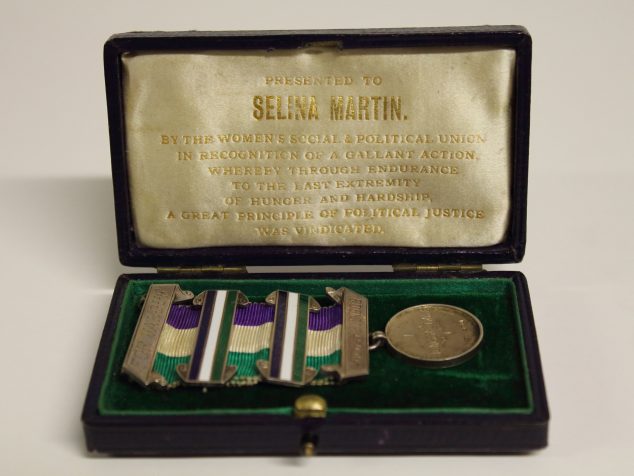 PRESENTED TO
SELINA MARTIN.
BY THE WOMEN'S SOCIAL & POLITICAL UNION
IN RECOGNITION OF A GALLANT ACTION,
WHEREBY THROUGH ENDURANCE
TO THE LAST EXTREMITY
OF HUNGER AND HARDSHIP,
A GREAT PRINCIPLE OF POLITICAL JUSTICE
WAS VINDICATED.